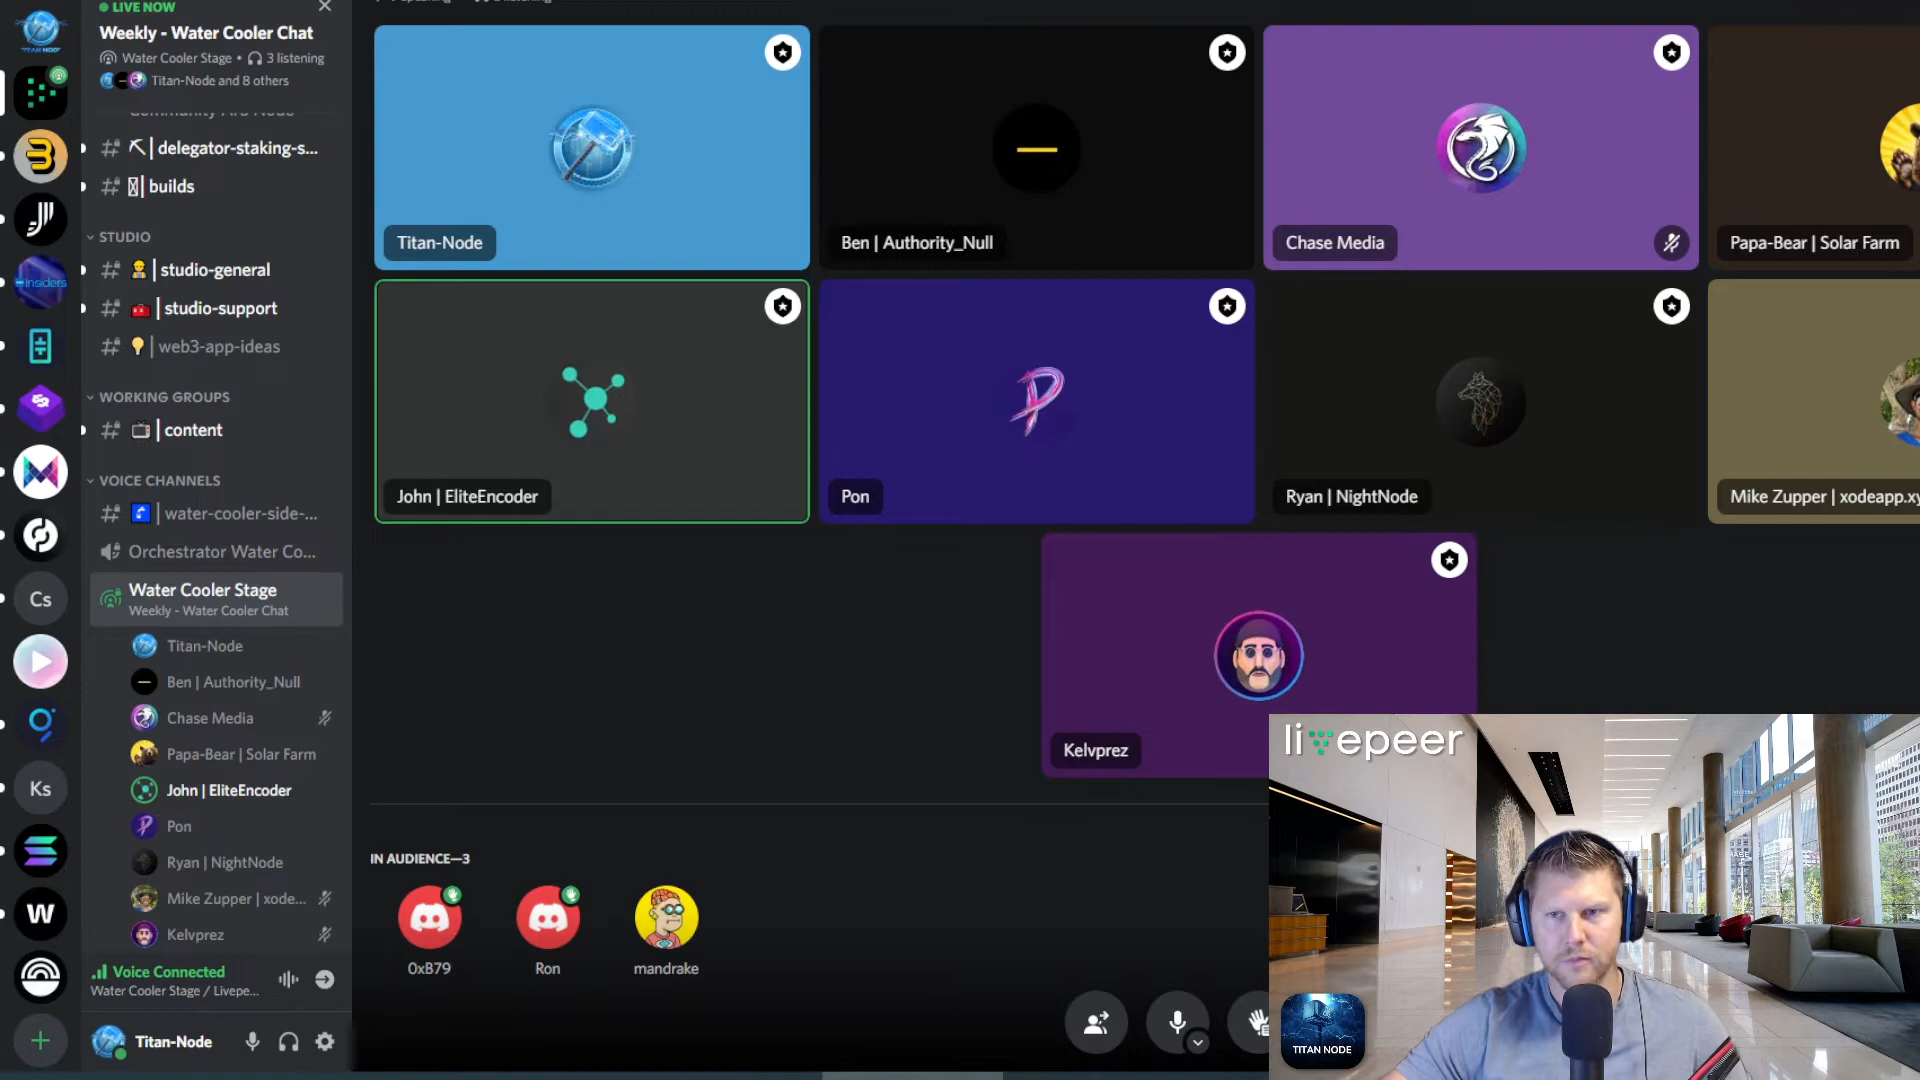 LIVE NOW
Weekly - Water Cooler Chat
Water Cooler Stage • 3 listening
Titan-Node and 8 others
# | delegator-staking-s...
# | builds
STUDIO
# | studio-general
# | studio-support
# | web3-app-ideas
WORKING GROUPS
# | content
VOICE CHANNELS
# | water-cooler-side-...
Orchestrator Water Co...
Water Cooler Stage
Weekly - Water Cooler Chat
Titan-Node
Ben | Authority_Null
Chase Media
Papa-Bear | Solar Farm
John | EliteEncoder
Pon
Ryan | NightNode
Mike Zupper | xode...
Kelvprez
Voice Connected
Water Cooler Stage / Livepe...
Titan-Node
Insiders
Cs
Ks
W
Titan-Node
Ben | Authority_Null
Chase Media
Papa-Bear | Solar Farm
John | EliteEncoder
Pon
Ryan | NightNode
Mike Zupper | xodeapp.xy
Kelvprez
IN AUDIENCE—3
0xB79
Ron
mandrake
livepeer
TITAN NODE